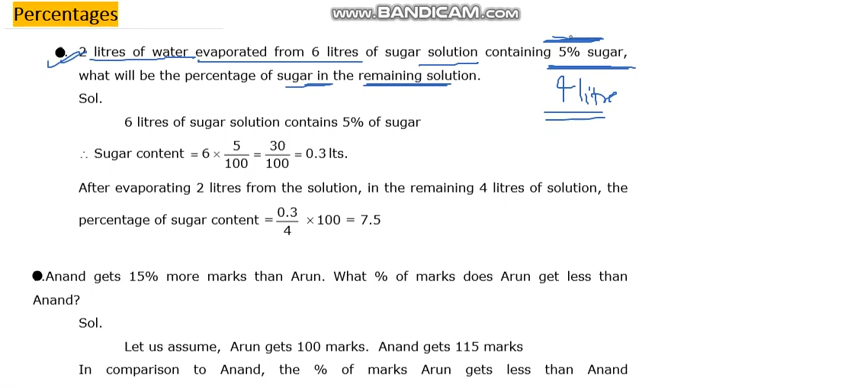 Percentages
www.BANDICAM.com
●. 2 litres of water evaporated from 6 litres of sugar solution containing 5% sugar,
what will be the percentage of sugar in the remaining solution.
4 litre
Sol.
6 litres of sugar solution contains 5% of sugar
∴ Sugar content = 6 × 5/100 = 30/100 = 0.3 lts.
After evaporating 2 litres from the solution, in the remaining 4 litres of solution, the
percentage of sugar content = 0.3/4 × 100 = 7.5
●.Anand gets 15% more marks than Arun. What % of marks does Arun get less than
Anand?
Sol.
Let us assume, Arun gets 100 marks. Anand gets 115 marks
In comparison to Anand, the % of marks Arun gets less than Anand